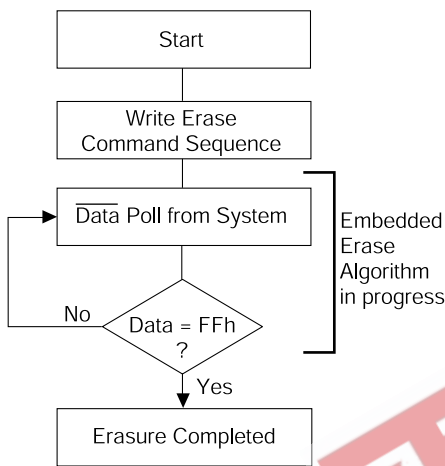 Start
Write Erase
Command Sequence
Data Poll from System
Embedded
Erase
Algorithm
in progress
No
Data = FFh
?
Yes
Erasure Completed